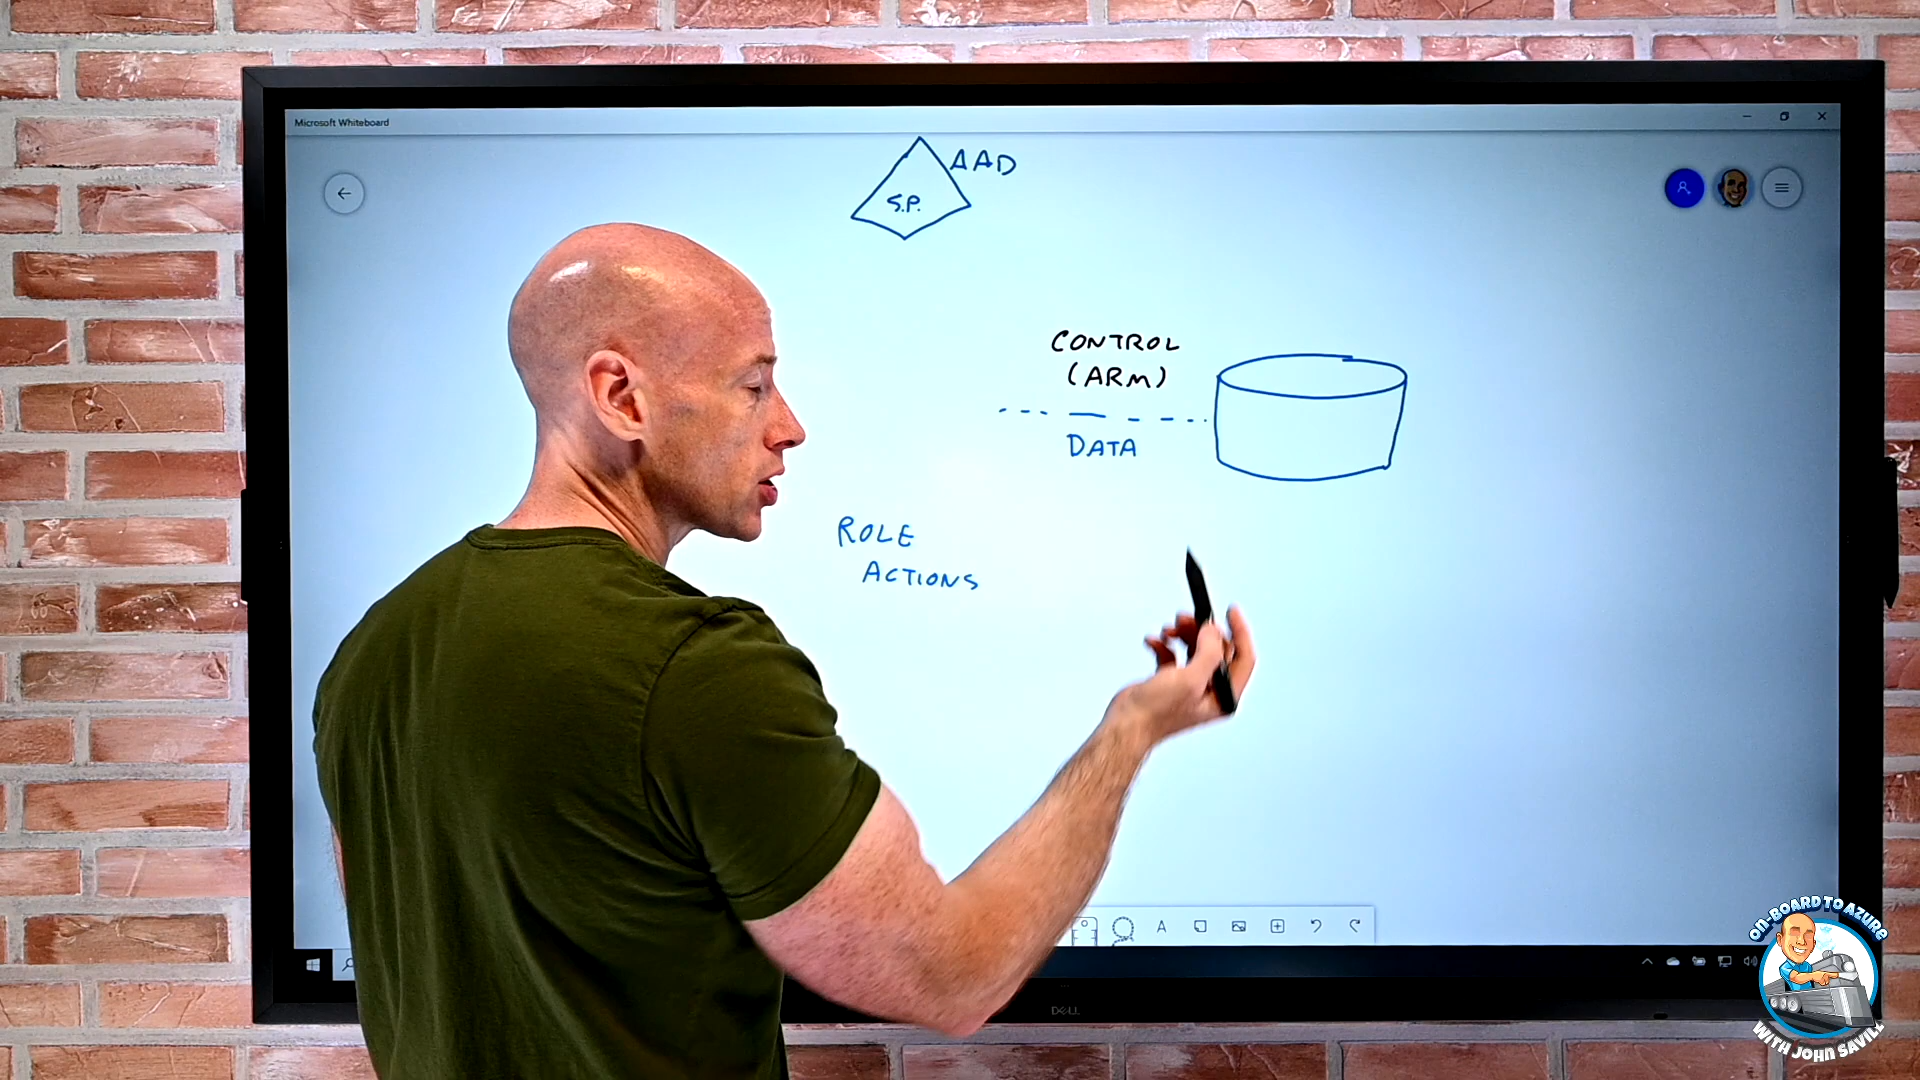 Microsoft Whiteboard
AAD
S.P.
CONTROL
(ARM)
DATA
ROLE
ACTIONS
A
DELL
ON-BOARD TO AZURE
WITH JOHN SAVILL